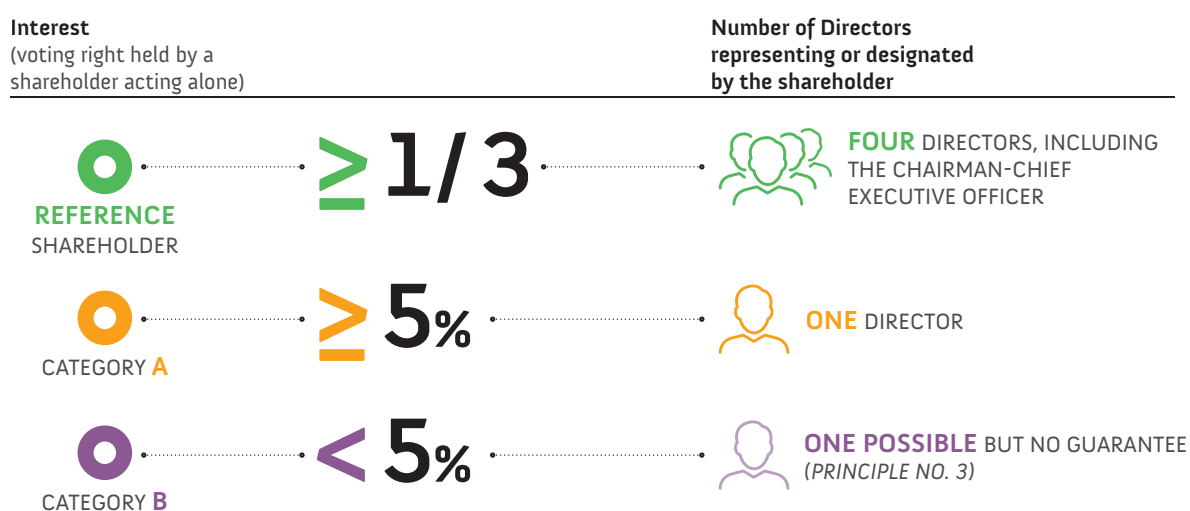 Interest
(voting right held by a
shareholder acting alone)
Number of Directors
representing or designated
by the shareholder
REFERENCE
SHAREHOLDER
≥ 1/3
FOUR DIRECTORS, INCLUDING
THE CHAIRMAN-CHIEF
EXECUTIVE OFFICER
CATEGORY A
≥ 5%
ONE DIRECTOR
CATEGORY B
< 5%
ONE POSSIBLE BUT NO GUARANTEE
(PRINCIPLE NO. 3)